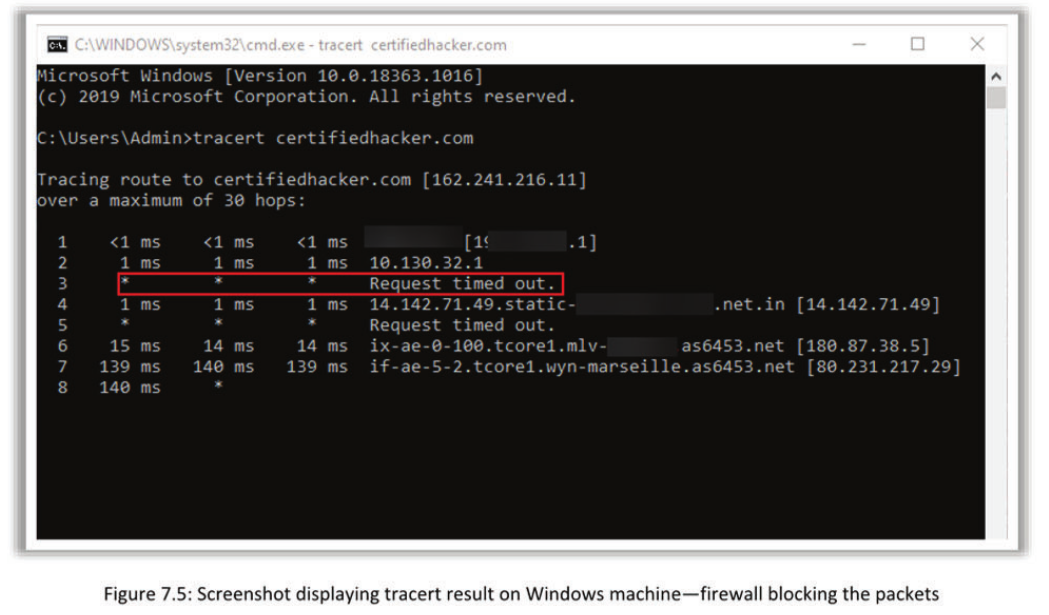 C:\WINDOWS\system32\cmd.exe - tracert certifiedhacker.com
Microsoft Windows [Version 10.0.18363.1016]
(c) 2019 Microsoft Corporation. All rights reserved.
C:\Users\Admin>tracert certifiedhacker.com
Tracing route to certifiedhacker.com [162.241.216.11]
over a maximum of 30 hops:
1 <1 ms <1 ms <1 ms [19 .1]
2 1 ms 1 ms 1 ms 10.130.32.1
3 * * * Request timed out.
4 1 ms 1 ms 1 ms 14.142.71.49.static- .net.in [14.142.71.49]
5 * * * Request timed out.
6 15 ms 14 ms 14 ms ix-ae-0-100.tcore1.mlv- as6453.net [180.87.38.5]
7 139 ms 140 ms 139 ms if-ae-5-2.tcore1.wyn-marseille.as6453.net [80.231.217.29]
8 140 ms *
Figure 7.5: Screenshot displaying tracert result on Windows machine—firewall blocking the packets